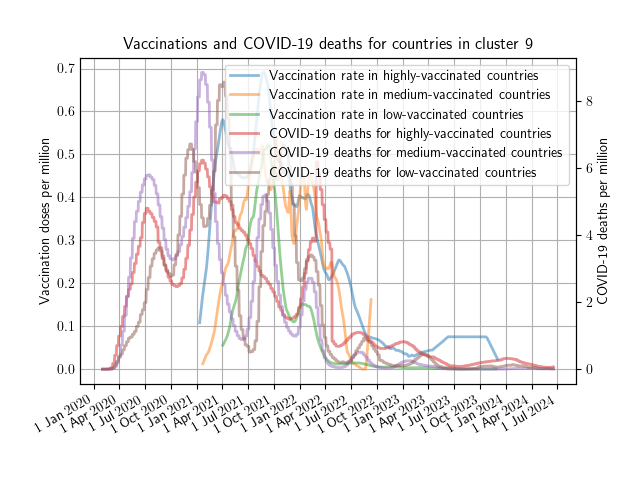 Vaccinations and COVID-19 deaths for countries in cluster 9
Vaccination rate in highly-vaccinated countries
Vaccination rate in medium-vaccinated countries
Vaccination rate in low-vaccinated countries
COVID-19 deaths for highly-vaccinated countries
COVID-19 deaths for medium-vaccinated countries
COVID-19 deaths for low-vaccinated countries
Vaccination doses per million
0.7
0.6
0.5
0.4
0.3
0.2
0.1
0.0
COVID-19 deaths per million
8
6
4
2
0
1 Jan 2020
1 Apr 2020
1 Jul 2020
1 Oct 2020
1 Jan 2021
1 Apr 2021
1 Jul 2021
1 Oct 2021
1 Jan 2022
1 Apr 2022
1 Jul 2022
1 Oct 2022
1 Jan 2023
1 Apr 2023
1 Jul 2023
1 Oct 2023
1 Jan 2024
1 Apr 2024
1 Jul 2024